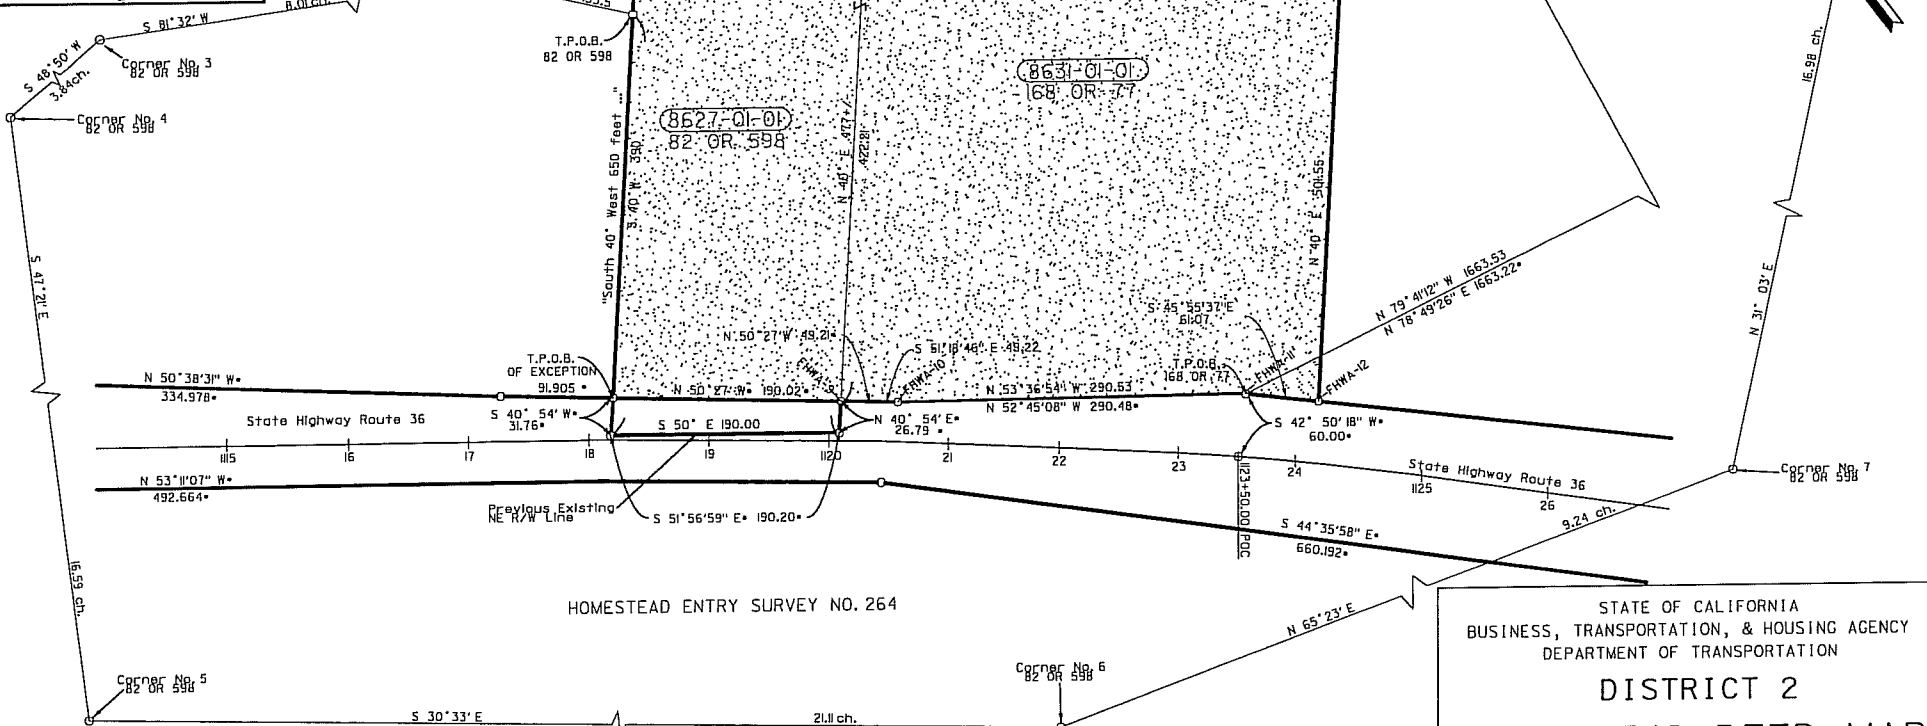 S 81°32' W
8.01 ch.
S 48°50' W
3.84ch.
Corner No. 3
82 OR 598
Corner No. 4
82 OR 598
T.P.O.B.
82 OR 598
8627-01-01
82 OR 598
8631-01-01
168 OR 77
16.98 ch.
"South 40° West 550 feet ..."
S 40° W 390
N 40° E 477+/-
422.81
N 40° E 501.55
S 47°21' E
N 31° 03' E
N 79°41'12" W 1663.53
N 78°49'26" E 1663.22*
S 45°55'37" E
61.07
N 50°27' W 49.21*
S 51°18'46" E 49.22
T.P.O.B.
OF EXCEPTION
91.905 *
FHWA-9
FHWA-10
T.P.O.B.
168 OR 77
FHWA-11
FHWA-12
N 50°38'31" W*
334.978*
N 50°27' W* 190.02*
N 53°36'54" W 290.53
N 52°45'08" W 290.48*
State Highway Route 36
S 40° 54' W*
31.76*
S 50° E 190.00
N 40° 54' E*
26.79 *
S 42° 50'18" W*
60.00*
1115
16
17
18
19
1120
21
22
23
24
1125
26
State Highway Route 36
1123+50.00 POC
Corner No. 7
82 OR 598
N 53°11'07" W*
492.664*
Previous Existing
NE R/W Line
S 51°56'59" E* 190.20*
S 44°35'58" E*
660.192*
9.24 ch.
16.59 ch.
HOMESTEAD ENTRY SURVEY NO. 264
N 65°23' E
Corner No. 5
82 OR 598
Corner No. 6
82 OR 598
S 30°33' E
21.11 ch.
STATE OF CALIFORNIA
BUSINESS, TRANSPORTATION, & HOUSING AGENCY
DEPARTMENT OF TRANSPORTATION
DISTRICT 2